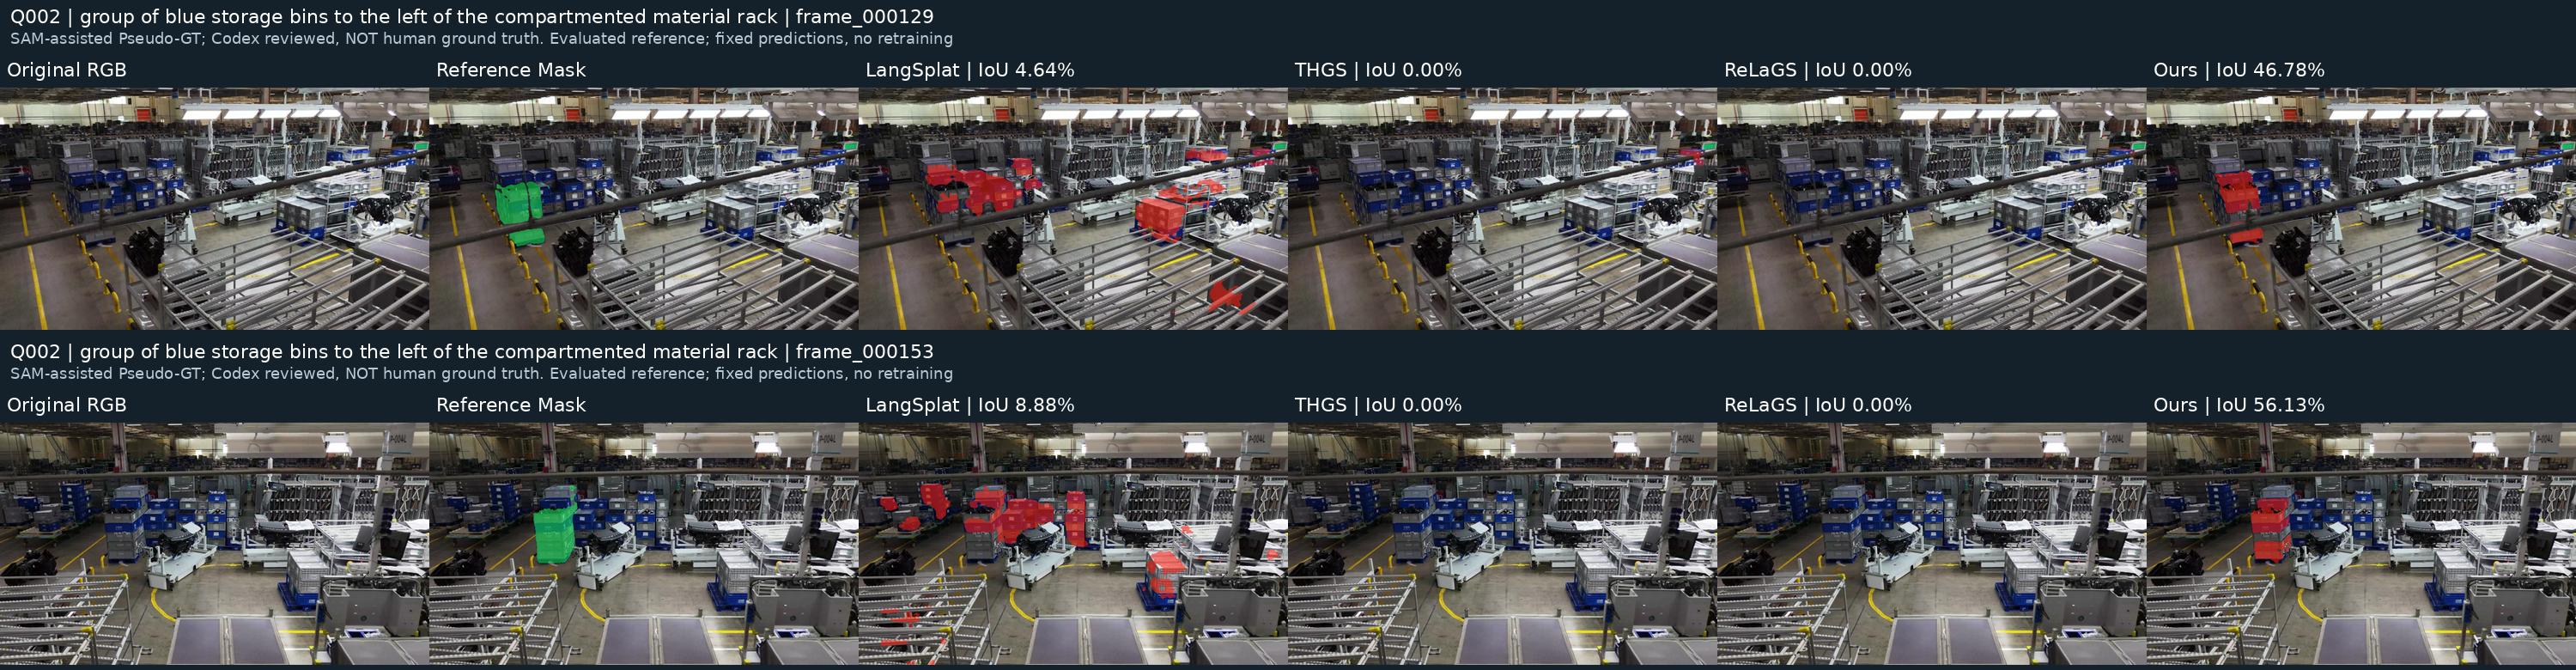 Q002 | group of blue storage bins to the left of the compartmented material rack | frame_000129
SAM-assisted Pseudo-GT; Codex reviewed, NOT human ground truth. Evaluated reference; fixed predictions, no retraining
Original RGB
Reference Mask
LangSplat | IoU 4.64%
THGS | IoU 0.00%
ReLaGS | IoU 0.00%
Ours | IoU 46.78%
Q002 | group of blue storage bins to the left of the compartmented material rack | frame_000153
SAM-assisted Pseudo-GT; Codex reviewed, NOT human ground truth. Evaluated reference; fixed predictions, no retraining
Original RGB
Reference Mask
LangSplat | IoU 8.88%
THGS | IoU 0.00%
ReLaGS | IoU 0.00%
Ours | IoU 56.13%